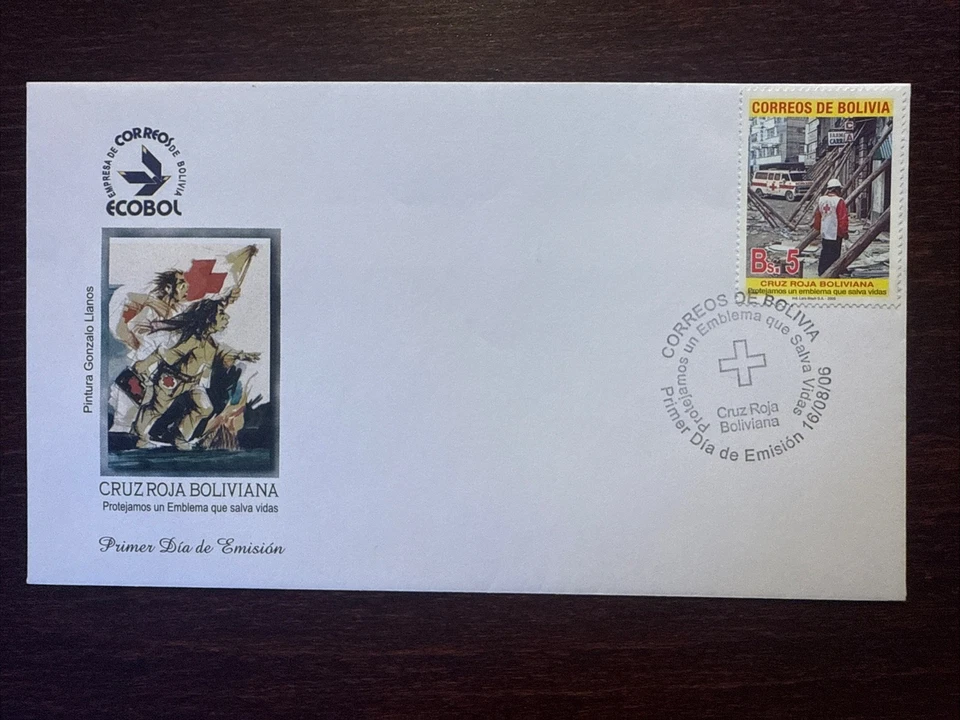 EMPRESA DE CORREOS DE BOLIVIA
ECOBOL
Pintura Gonzalo Llanos
CRUZ ROJA BOLIVIANA
Protejamos un Emblema que salva vidas
Primer Día de Emisión
CORREOS DE BOLIVIA
Bs. 5
CRUZ ROJA BOLIVIANA
Protejamos un emblema que salva vidas
CORREOS DE BOLIVIA
Protejamos un Emblema que Salva Vidas
Cruz Roja
Boliviana
Primer Día de Emisión 16/08/06